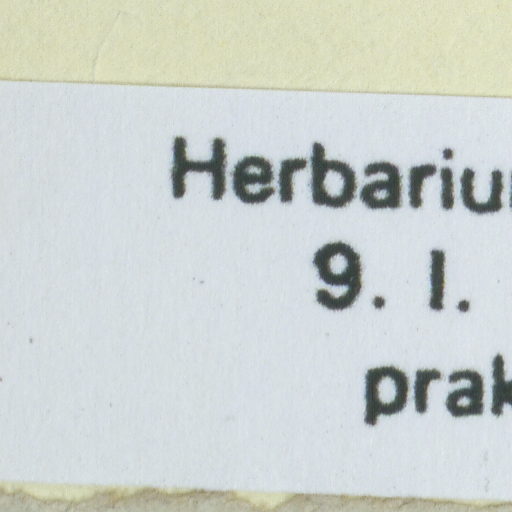 Herbariu
9. I.
prak